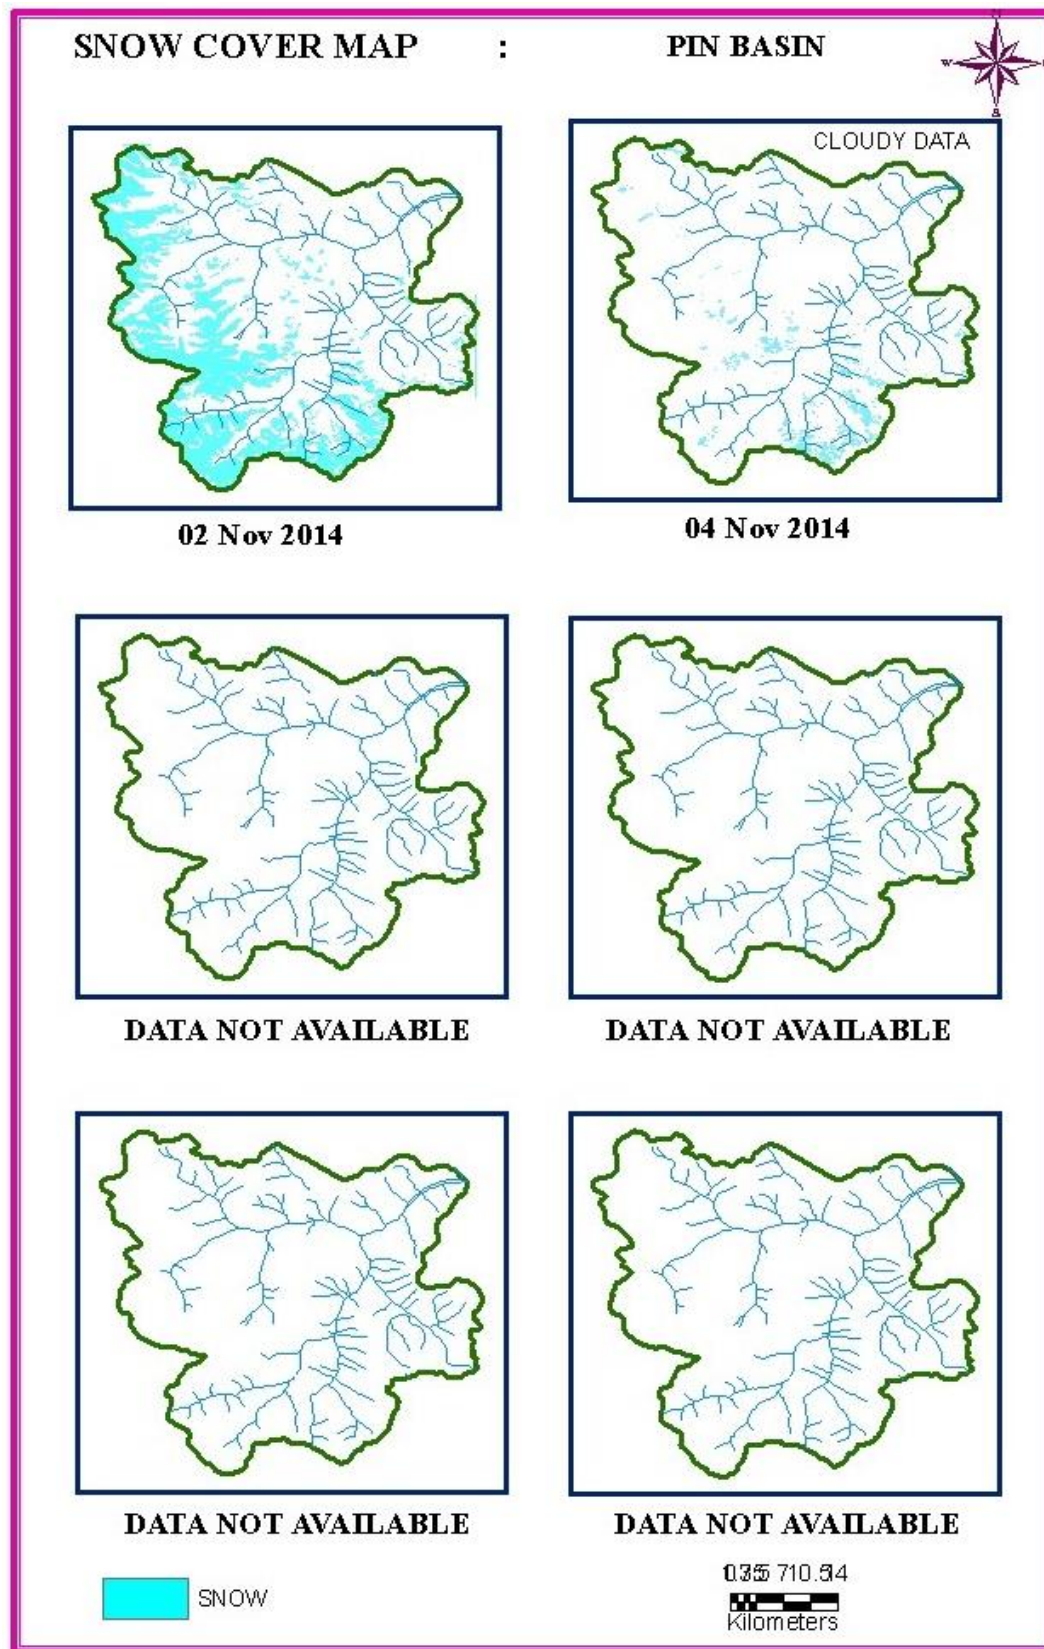 SNOW COVER MAP : PIN BASIN
N
W
S
CLOUDY DATA
02 Nov 2014
04 Nov 2014
DATA NOT AVAILABLE
DATA NOT AVAILABLE
DATA NOT AVAILABLE
DATA NOT AVAILABLE
SNOW
Kilometers